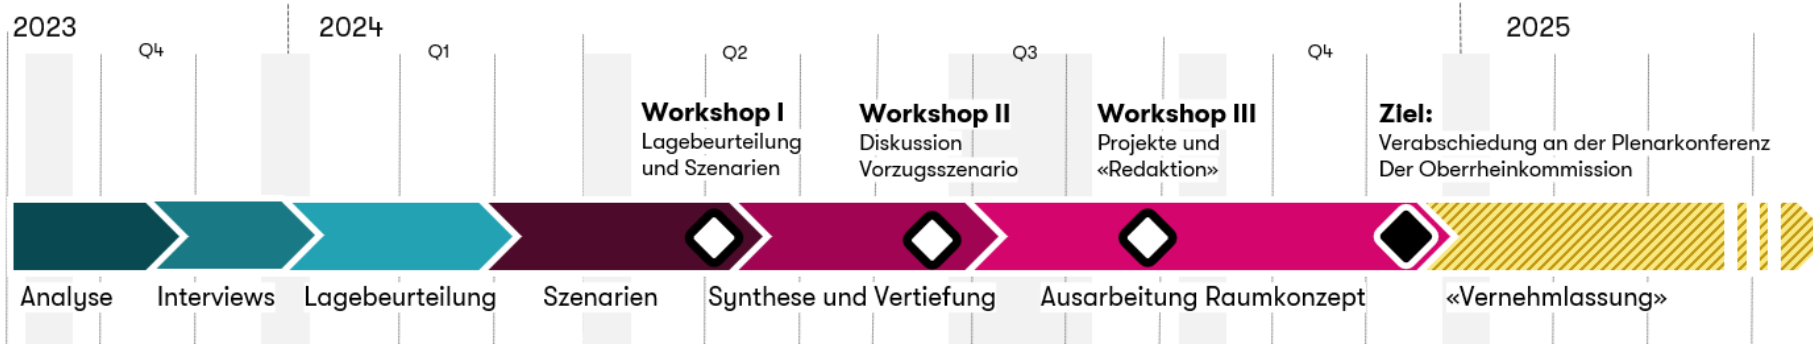 2023
2024
2025
Q4
Q1
Q2
Q3
Q4
Workshop I
Lagebeurteilung
und Szenarien
Workshop II
Diskussion
Vorzugsszenario
Workshop III
Projekte und
«Redaktion»
Ziel:
Verabschiedung an der Plenarkonferenz
Der Oberrheinkommission
Analyse
Interviews
Lagebeurteilung
Szenarien
Synthese und Vertiefung
Ausarbeitung Raumkonzept
«Vernehmlassung»